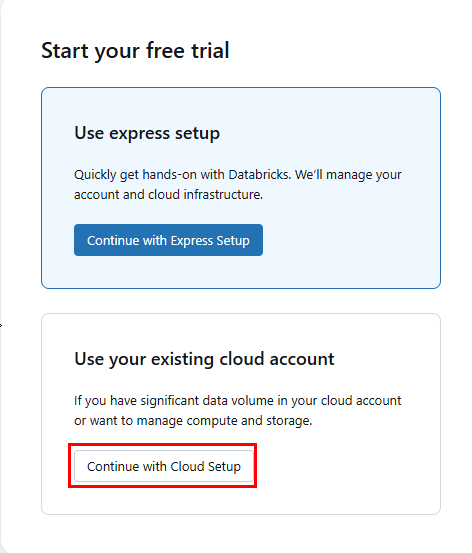 Start your free trial
Use express setup
Quickly get hands-on with Databricks. We'll manage your
account and cloud infrastructure.
Continue with Express Setup
Use your existing cloud account
If you have significant data volume in your cloud account
or want to manage compute and storage.
Continue with Cloud Setup